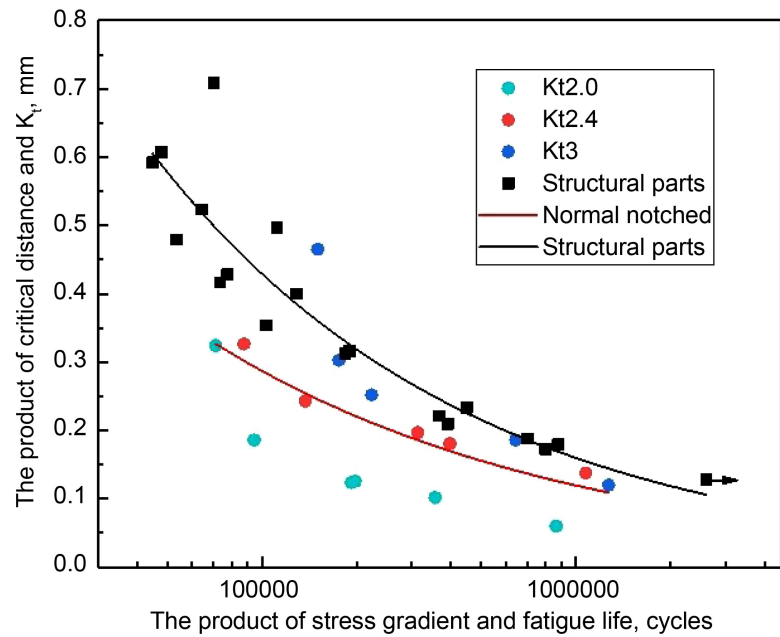 The product of critical distance and Kt, mm
0.8
0.7
0.6
0.5
0.4
0.3
0.2
0.1
0.0
Kt2.0
Kt2.4
Kt3
Structural parts
Normal notched
Structural parts
100000 1000000
The product of stress gradient and fatigue life, cycles